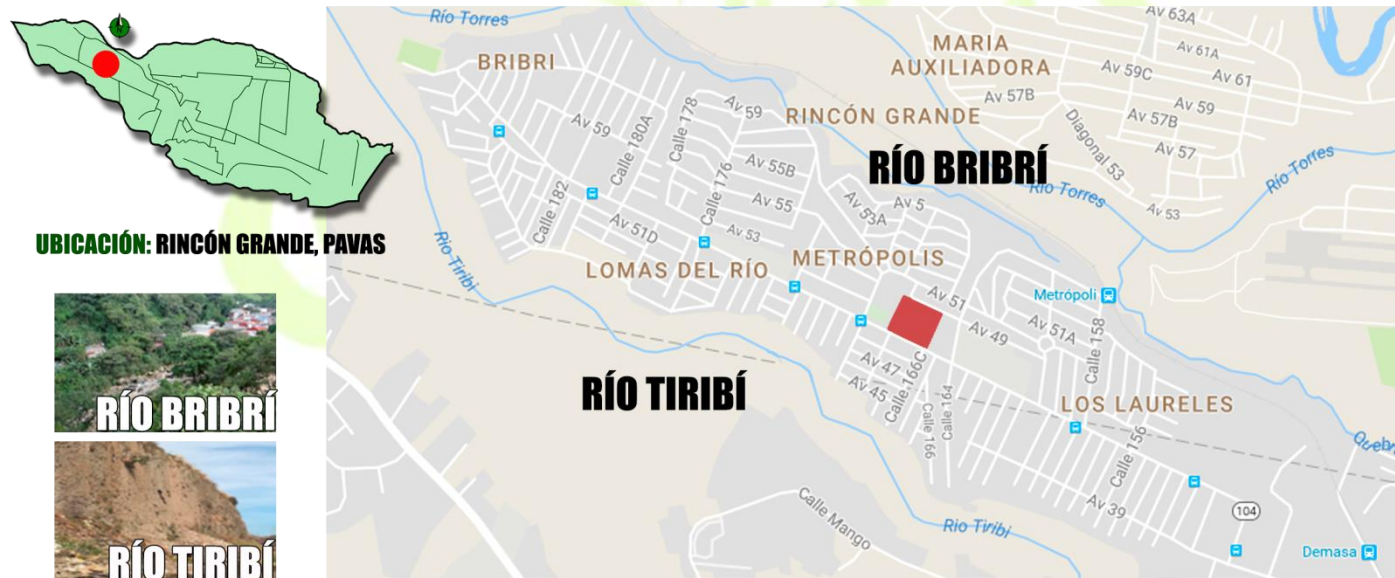 N
UBICACIÓN: RINCÓN GRANDE, PAVAS
RÍO BRIBRÍ
RÍO TIRIBÍ
Río Torres
BRIBRI
MARIA
AUXILIADORA
RINCÓN GRANDE
RÍO BRIBRÍ
Av 63A
Av 61A
Av 59C
Av 61
Av 57B
Av 59
Av 57B
Av 57
Diagonal 53
Río Torres
Río Torres
Av 53
Av 59
Calle 180A
Calle 178
Av 59
Av 55B
Calle 176
Av 55
Av 53A
Av 5
Calle 182
Av 51D
Av 53
LOMAS DEL RÍO
METRÓPOLIS
Río Tiribi
Metrópoli
Av 51
Av 49
Av 51A
Calle 158
Av 47
Av 45
Calle 166C
Calle 166
Calle 164
RÍO TIRIBÍ
LOS LAURELES
Calle 156
Av 39
Quebr
Calle Mango
Rio Tiribi
104
Demasa